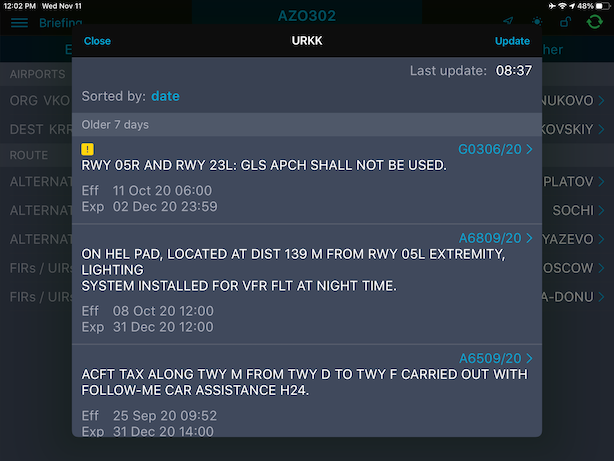 12:02 PM Wed Nov 11
48%
Briefing
AZO302
Close
URKK
Update
Last update: 08:37
Sorted by: date
Older 7 days
G0306/20
RWY 05R AND RWY 23L: GLS APCH SHALL NOT BE USED.
Eff 11 Oct 20 06:00
Exp 02 Dec 20 23:59
A6809/20
ON HEL PAD, LOCATED AT DIST 139 M FROM RWY 05L EXTREMITY,
LIGHTING
SYSTEM INSTALLED FOR VFR FLT AT NIGHT TIME.
Eff 08 Oct 20 12:00
Exp 31 Dec 20 12:00
A6509/20
ACFT TAX ALONG TWY M FROM TWY D TO TWY F CARRIED OUT WITH
FOLLOW-ME CAR ASSISTANCE H24.
Eff 25 Sep 20 09:52
Exp 31 Dec 20 14:00
E
her
AIRPORTS
ORG VKO
NUKOVO
DEST KRR
KOVSKIY
ROUTE
ALTERNAT
PLATOV
ALTERNAT
SOCHI
ALTERNAT
YAZEVO
FIRs / UIRs
OSCOW
FIRs / UIRs
A-DONU